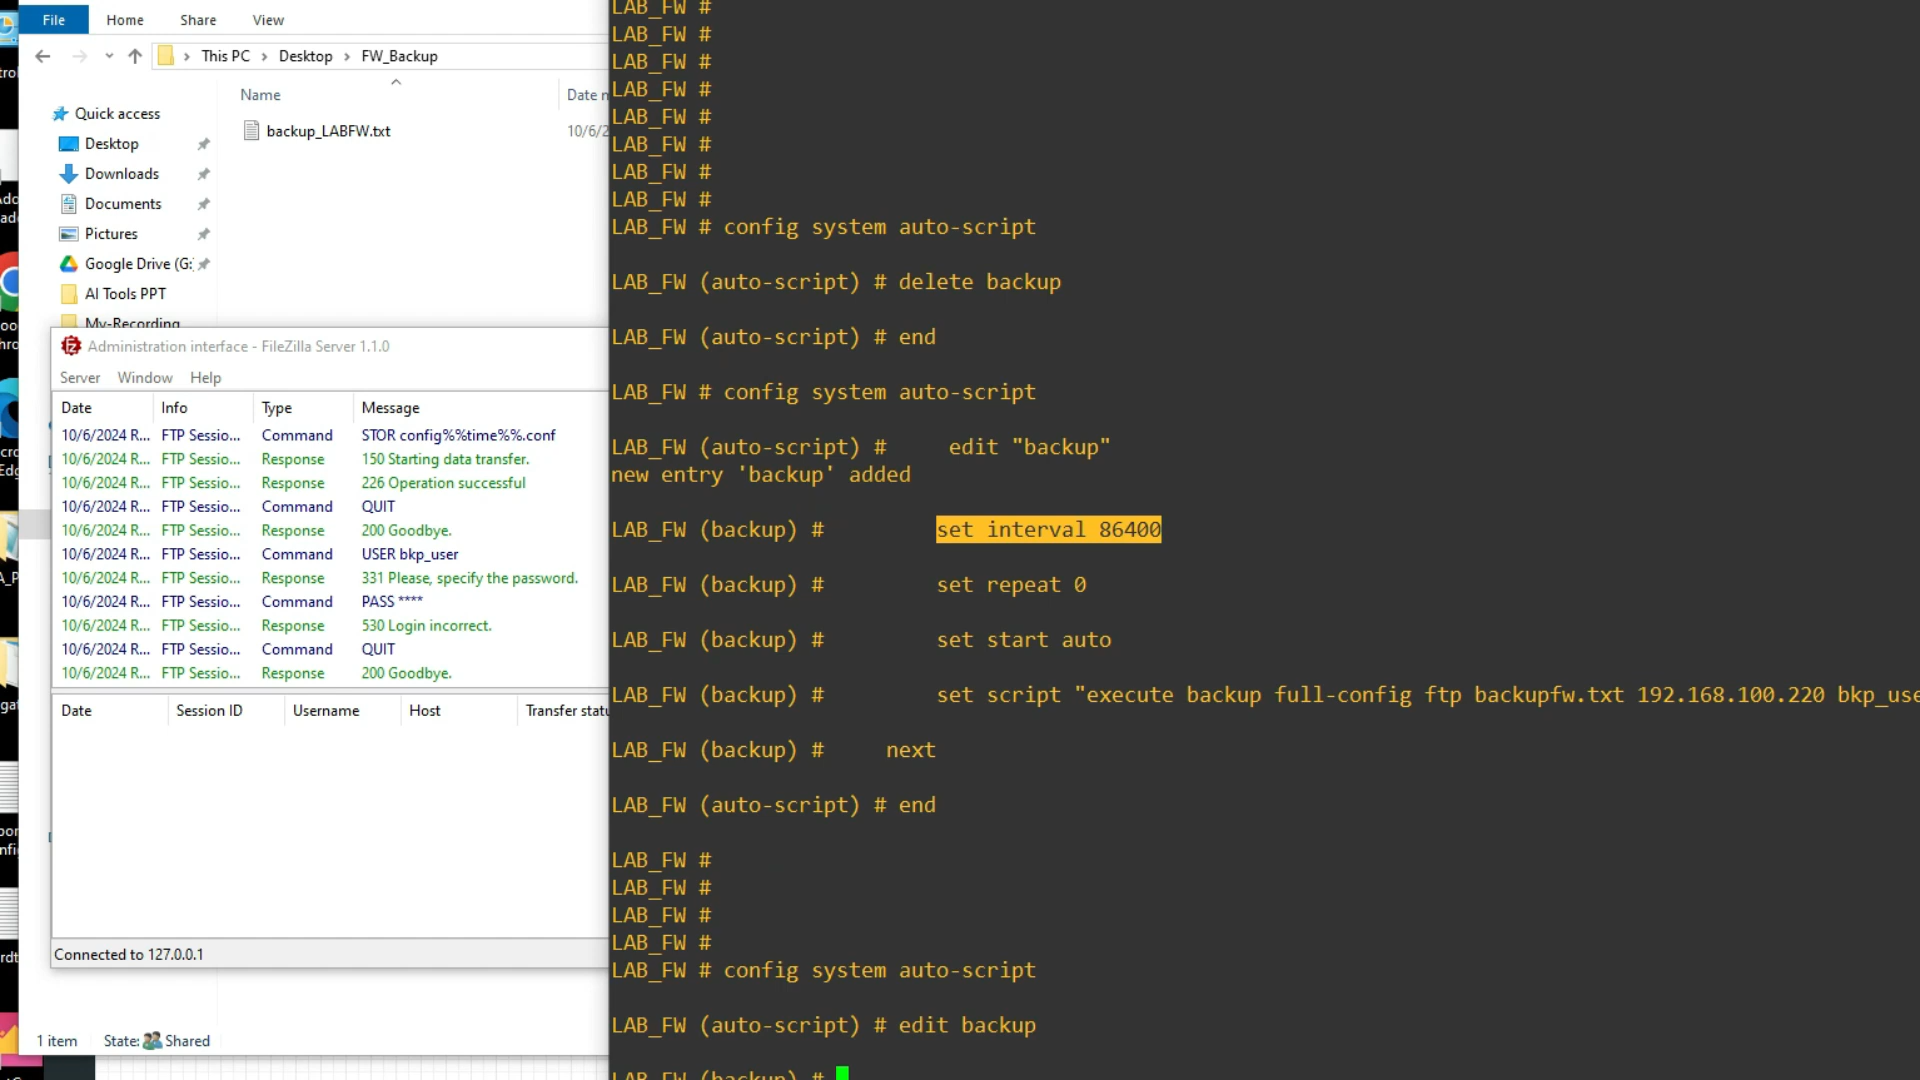 File Home Share View
This PC > Desktop > FW_Backup
Name
Date n
backup_LABFW.txt
10/6/2
Quick access
Desktop
Downloads
Documents
Pictures
Google Drive (G:
AI Tools PPT
My-Recording
Administration interface - FileZilla Server 1.1.0
Server Window Help
Date Info Type Message
10/6/2024 R... FTP Sessio... Command STOR config%%time%%.conf
10/6/2024 R... FTP Sessio... Response 150 Starting data transfer.
10/6/2024 R... FTP Sessio... Response 226 Operation successful
10/6/2024 R... FTP Sessio... Command QUIT
10/6/2024 R... FTP Sessio... Response 200 Goodbye.
10/6/2024 R... FTP Sessio... Command USER bkp_user
10/6/2024 R... FTP Sessio... Response 331 Please, specify the password.
10/6/2024 R... FTP Sessio... Command PASS ****
10/6/2024 R... FTP Sessio... Response 530 Login incorrect.
10/6/2024 R... FTP Sessio... Command QUIT
10/6/2024 R... FTP Sessio... Response 200 Goodbye.
Date Session ID Username Host Transfer statu
Connected to 127.0.0.1
1 item State: Shared
LAB_FW #
LAB_FW #
LAB_FW #
LAB_FW #
LAB_FW #
LAB_FW #
LAB_FW #
LAB_FW #
LAB_FW # config system auto-script
LAB_FW (auto-script) # delete backup
LAB_FW (auto-script) # end
LAB_FW # config system auto-script
LAB_FW (auto-script) # edit "backup"
new entry 'backup' added
LAB_FW (backup) # set interval 86400
LAB_FW (backup) # set repeat 0
LAB_FW (backup) # set start auto
LAB_FW (backup) # set script "execute backup full-config ftp backupfw.txt 192.168.100.220 bkp_use
LAB_FW (backup) # next
LAB_FW (auto-script) # end
LAB_FW #
LAB_FW #
LAB_FW #
LAB_FW #
LAB_FW # config system auto-script
LAB_FW (auto-script) # edit backup
LAB_FW (backup) #